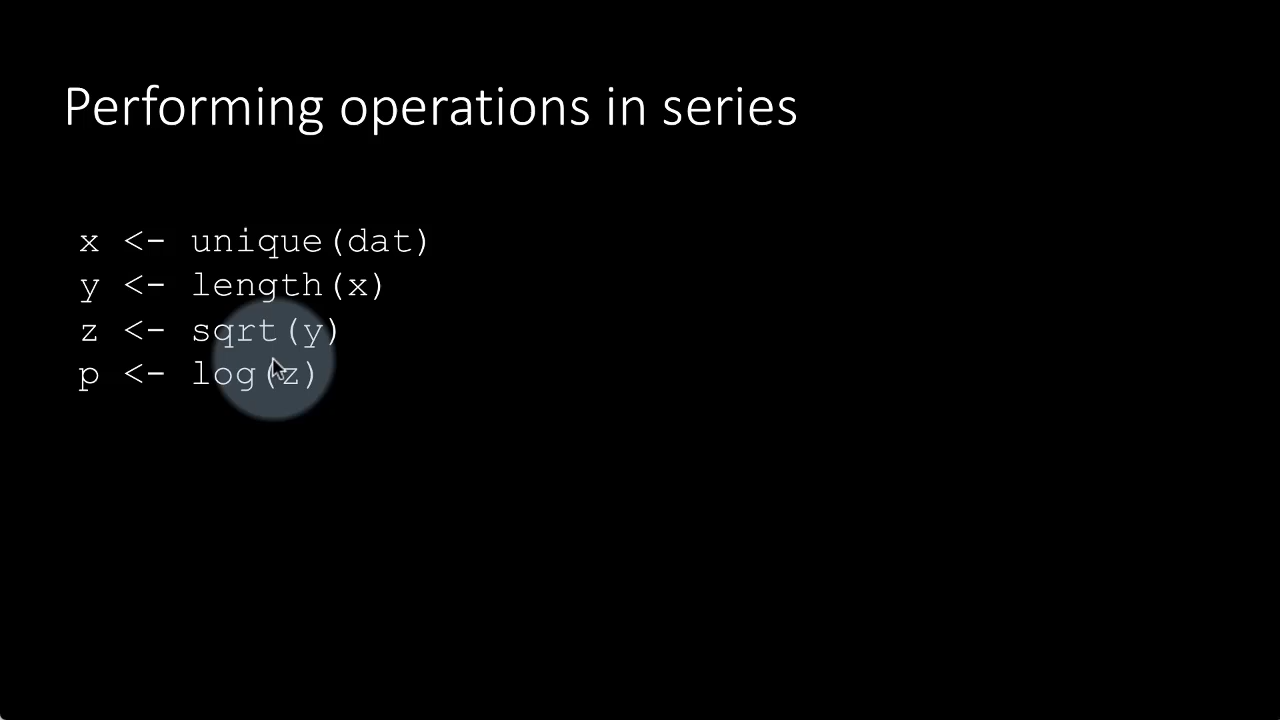 Performing operations in series
x <- unique(dat)
y <- length(x)
z <- sqrt(y)
p <- log(z)